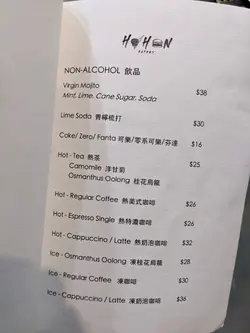 HOHON
EATERY
NON-ALCOHOL 飲品
Virgin Mojito $38
Mint, Lime, Cane Sugar, Soda
Lime Soda 青檸梳打 $30
Coke/ Zero/ Fanta 可樂/零系可樂/芬達 $16
Hot - Tea 熱茶 $25
Camomile 洋甘菊
Osmanthus Oolong 桂花烏龍
Hot - Regular Coffee 熱美式咖啡 $26
Hot - Espresso Single 熱特濃咖啡 $26
Hot - Cappuccino / Latte 熱奶泡咖啡 $32
Ice - Osmanthus Oolong 凍桂花烏龍 $28
Ice - Regular Coffee 凍咖啡 $30
Ice - Cappuccino / Latte 凍奶泡咖啡 $36